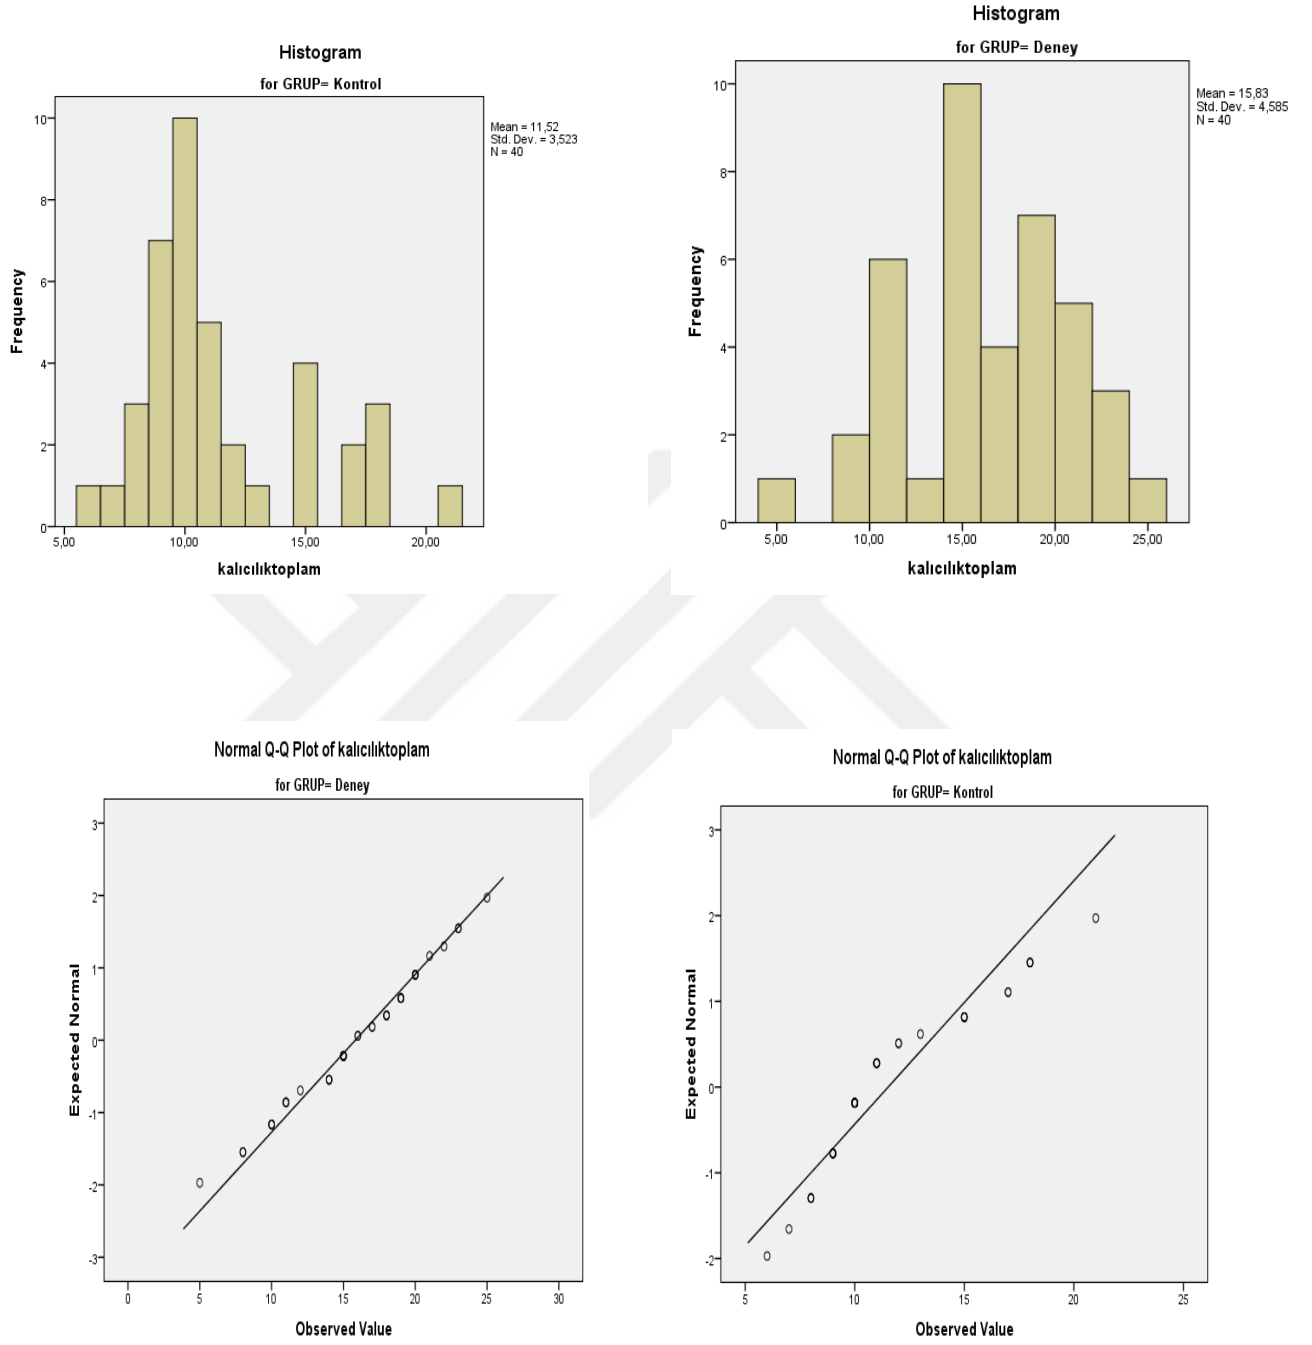 Histogram
for GRUP= Kontrol
Mean = 11,52
Std. Dev. = 3,523
N = 40
Frequency
10
8
6
4
2
0
5,00 10,00 15,00 20,00
kalıcılıktoplam
Histogram
for GRUP= Deney
Mean = 15,83
Std. Dev. = 4,585
N = 40
Frequency
10
8
6
4
2
0
5,00 10,00 15,00 20,00 25,00
kalıcılıktoplam
Normal Q-Q Plot of kalıcılıktoplam
for GRUP= Deney
Expected Normal
3
2
1
0
-1
-2
-3
0 5 10 15 20 25 30
Observed Value
Normal Q-Q Plot of kalıcılıktoplam
for GRUP= Kontrol
Expected Normal
3
2
1
0
-1
-2
5 10 15 20 25
Observed Value